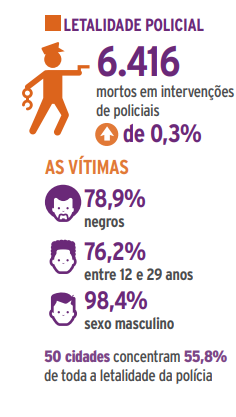 LETALIDADE POLICIAL
6.416
mortos em intervenções
de policiais
de 0,3%
AS VÍTIMAS
78,9%
negros
76,2%
entre 12 e 29 anos
98,4%
sexo masculino
50 cidades concentram 55,8%
de toda a letalidade da polícia